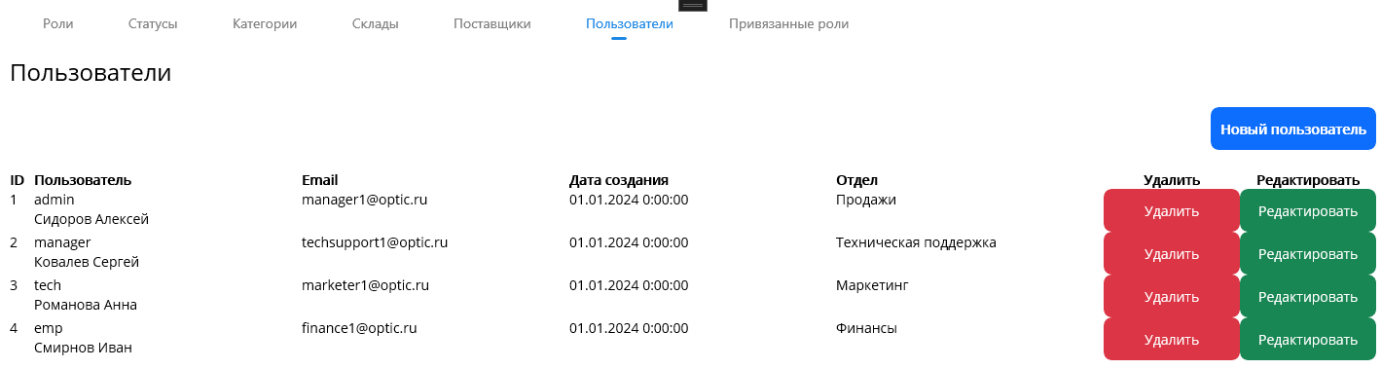 Роли Статусы Категории Склады Поставщики Пользователи Привязанные роли
Пользователи
Новый пользователь
ID Пользователь Email Дата создания Отдел Удалить Редактировать
1 admin manager1@optic.ru 01.01.2024 0:00:00 Продажи Удалить Редактировать
Сидоров Алексей
2 manager techsupport1@optic.ru 01.01.2024 0:00:00 Техническая поддержка Удалить Редактировать
Ковалев Сергей
3 tech marketer1@optic.ru 01.01.2024 0:00:00 Маркетинг Удалить Редактировать
Романова Анна
4 emp finance1@optic.ru 01.01.2024 0:00:00 Финансы Удалить Редактировать
Смирнов Иван